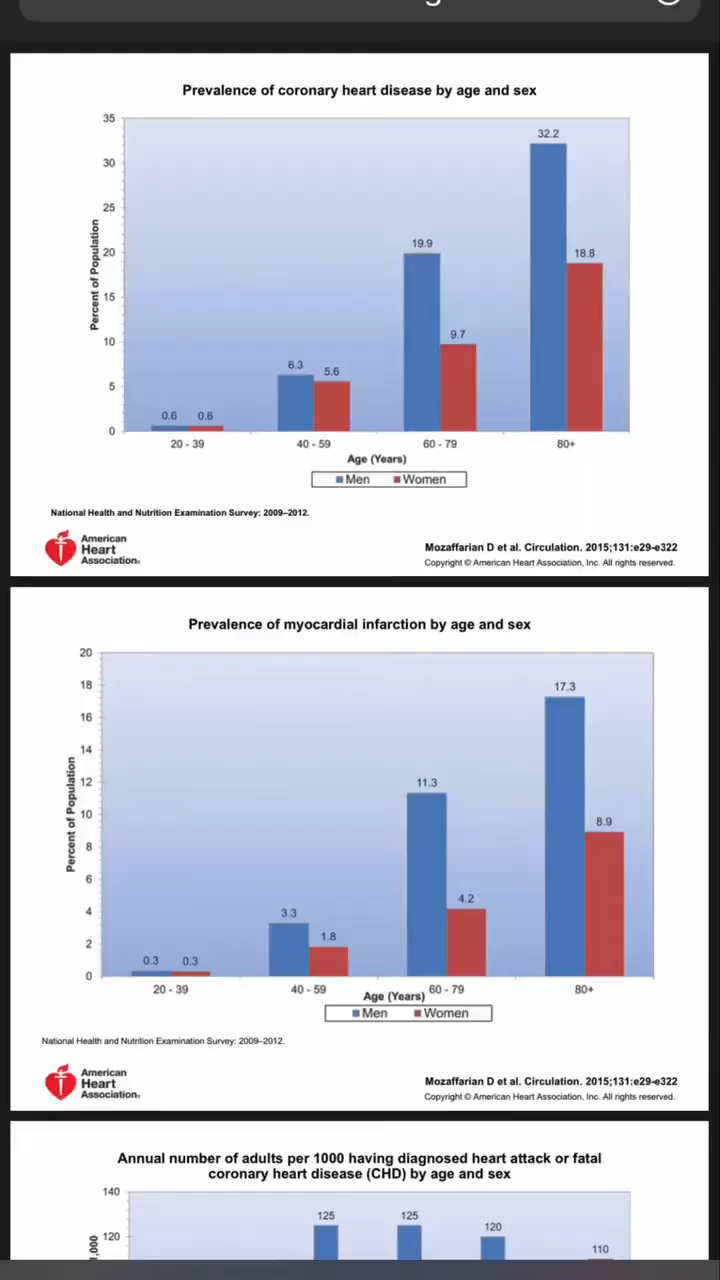 Prevalence of coronary heart disease by age and sex
35
30
25
20
15
10
5
0
Percent of Population
0.6 0.6
6.3 5.6
19.9 9.7
32.2 18.8
20 - 39 40 - 59 60 - 79 80+
Age (Years)
Men Women
National Health and Nutrition Examination Survey: 2009–2012.
American
Heart
Association®
Mozaffarian D et al. Circulation. 2015;131:e29-e322
Copyright © American Heart Association, Inc. All rights reserved.
Prevalence of myocardial infarction by age and sex
20
18
16
14
12
10
8
6
4
2
0
Percent of Population
0.3 0.3
3.3 1.8
11.3 4.2
17.3 8.9
20 - 39 40 - 59 60 - 79 80+
Age (Years)
Men Women
National Health and Nutrition Examination Survey: 2009–2012.
American
Heart
Association®
Mozaffarian D et al. Circulation. 2015;131:e29-e322
Copyright © American Heart Association, Inc. All rights reserved.
Annual number of adults per 1000 having diagnosed heart attack or fatal
coronary heart disease (CHD) by age and sex
140
120
125 125 120 110